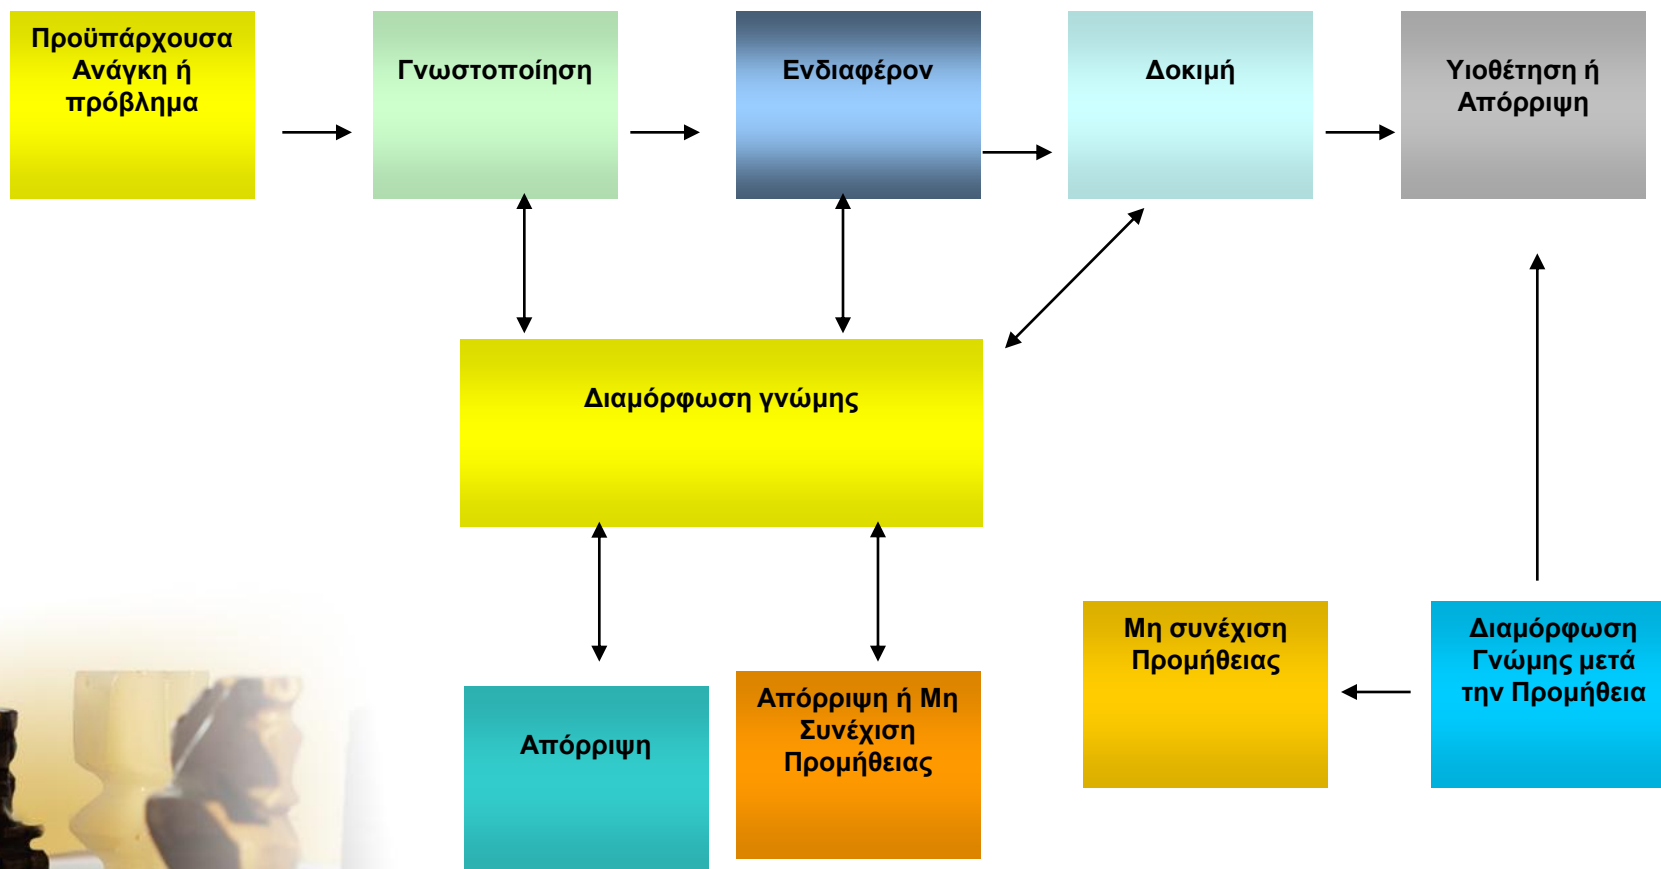 Προϋπάρχουσα
Ανάγκη ή
πρόβλημα
Γνωστοποίηση
Ενδιαφέρον
Δοκιμή
Υιοθέτηση ή
Απόρριψη
Διαμόρφωση γνώμης
Απόρριψη
Απόρριψη ή Μη
Συνέχιση
Προμήθειας
Μη συνέχιση
Προμήθειας
Διαμόρφωση
Γνώμης μετά
την Προμήθεια